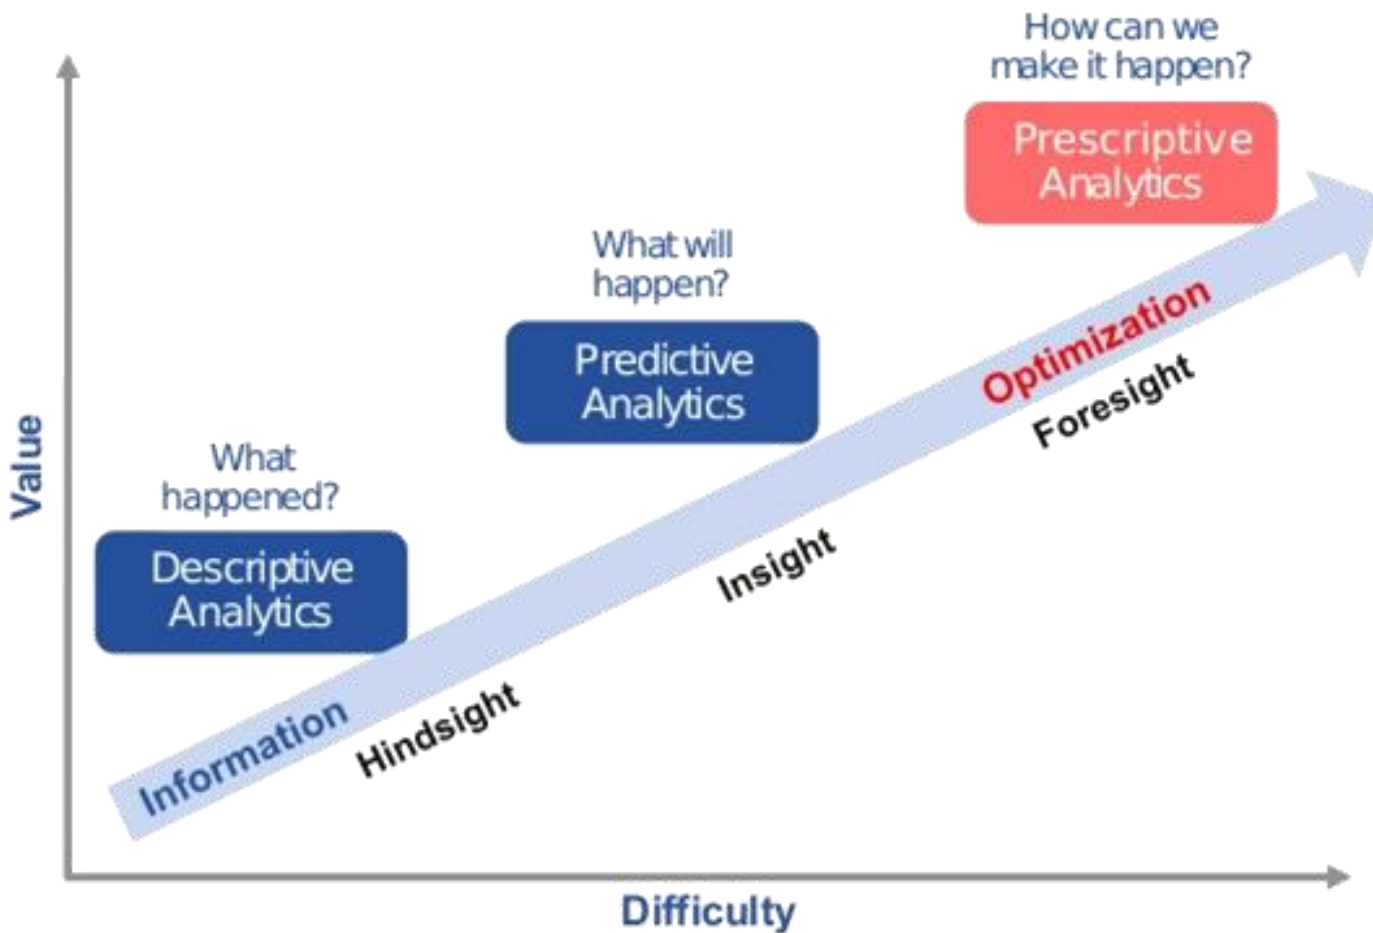 How can we
make it happen?
Prescriptive
Analytics
What will
happen?
Predictive
Analytics
Optimization
Foresight
Value
What
happened?
Descriptive
Analytics
Insight
Information
Hindsight
Difficulty